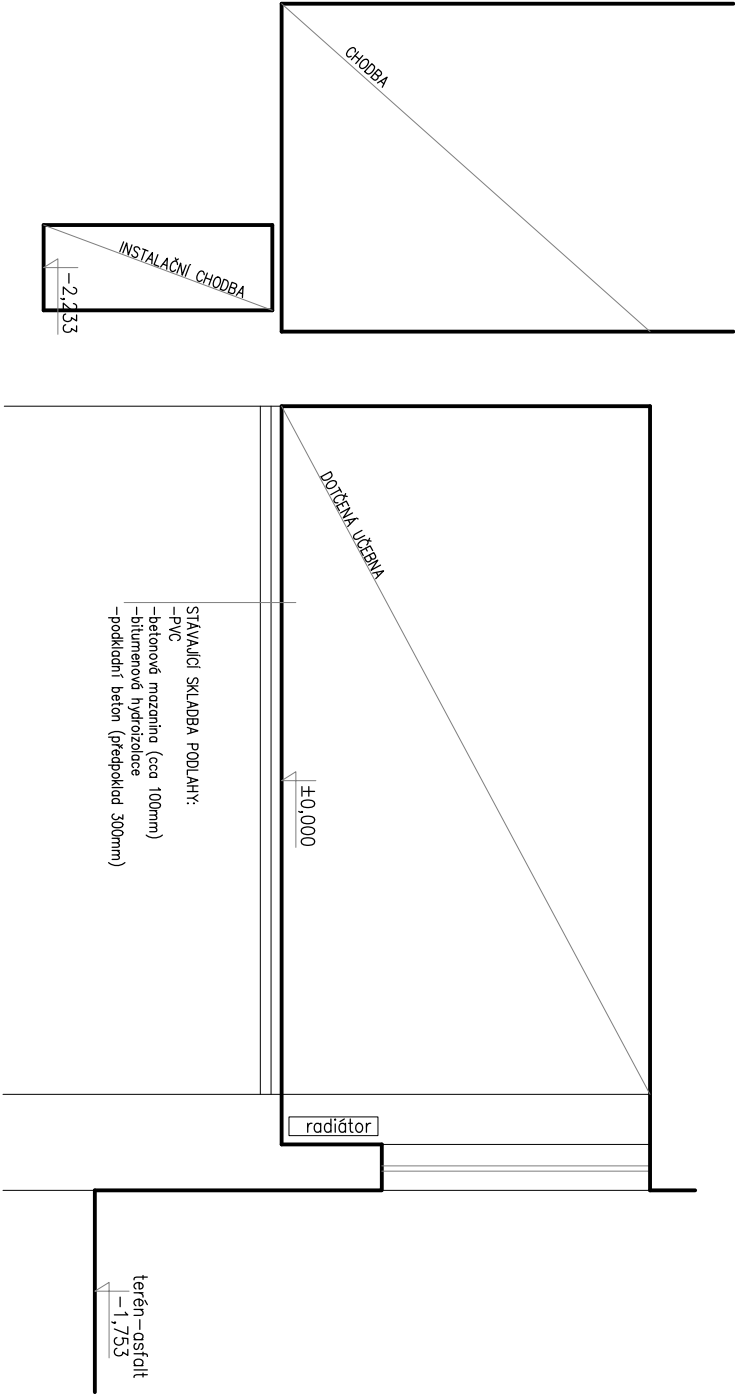 CHODBA
INSTALAČNÍ CHODBA
-2,233
DOTČENÁ UČEBNA
STÁVAJÍCÍ SKLADBA PODLAHY:
-PVC
-betonová mazanina (cca 100mm)
-bitumenová hydroizolace
-podkladní beton (předpoklad 300mm)
±0,000
radiátor
terén-asfalt
-1,753